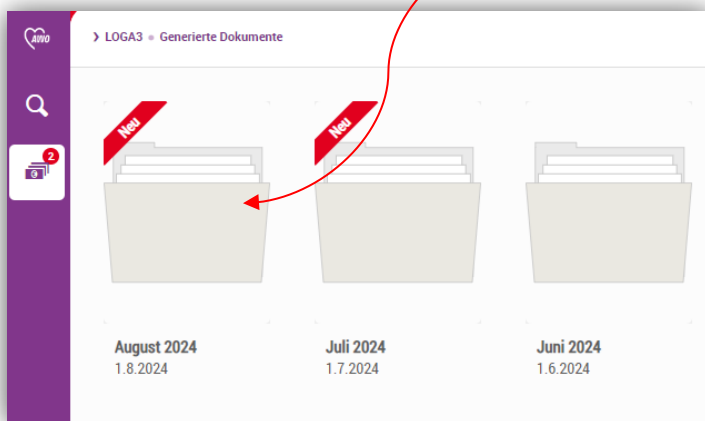 AWO
❯ LOGA3 • Generierte Dokumente
2
Neu
Neu
August 2024
1.8.2024
Juli 2024
1.7.2024
Juni 2024
1.6.2024